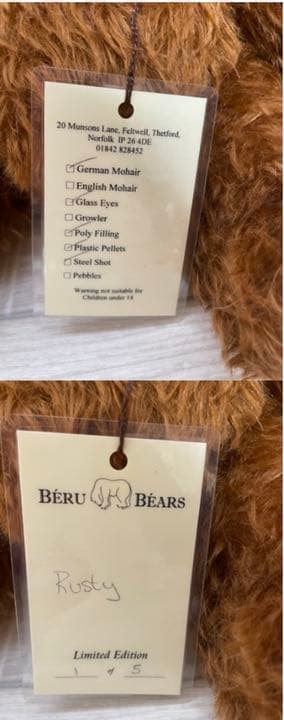 20 Munsons Lane, Feltwell, Thetford,
Norfolk IP 26 4DE
01842 828452
☑ German Mohair
☐ English Mohair
☑ Glass Eyes
☐ Growler
☑ Poly Filling
☑ Plastic Pellets
☐ Steel Shot
☐ Pebbles
Warning not suitable for
Children under 14
BÉRU BÉARS
Rusty
Limited Edition
1 of 5